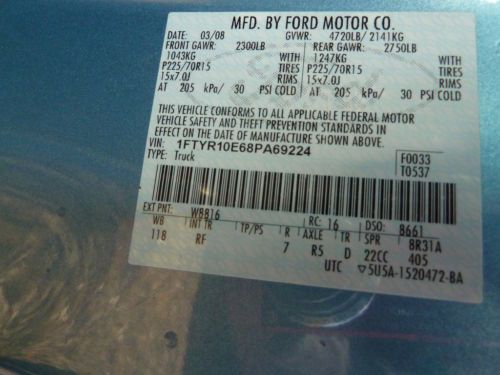 MFD. BY FORD MOTOR CO.
DATE: 03/08 GVWR: 4720LB/ 2141KG
FRONT GAWR: 2300LB REAR GAWR: 2750LB
1043KG WITH 1247KG WITH
P225/70R15 TIRES P225/70R15 TIRES
15x7.0J RIMS 15x7.0J RIMS
AT 205 kPa/ 30 PSI COLD AT 205 kPa/ 30 PSI COLD
THIS VEHICLE CONFORMS TO ALL APPLICABLE FEDERAL MOTOR
VEHICLE SAFETY AND THEFT PREVENTION STANDARDS IN
EFFECT ON THE DATE OF MANUFACTURE SHOWN ABOVE.
VIN: 1FTYR10E68PA69224
TYPE: Truck F0033
T0537
EXT PNT: W8816 RC: 16 DSO: 8661
WB INT TR TP/PS R AXLE TR SPR 8R31A
118 RF 7 R5 D 22CC 405
UTC ▽5U5A-1520472-BA